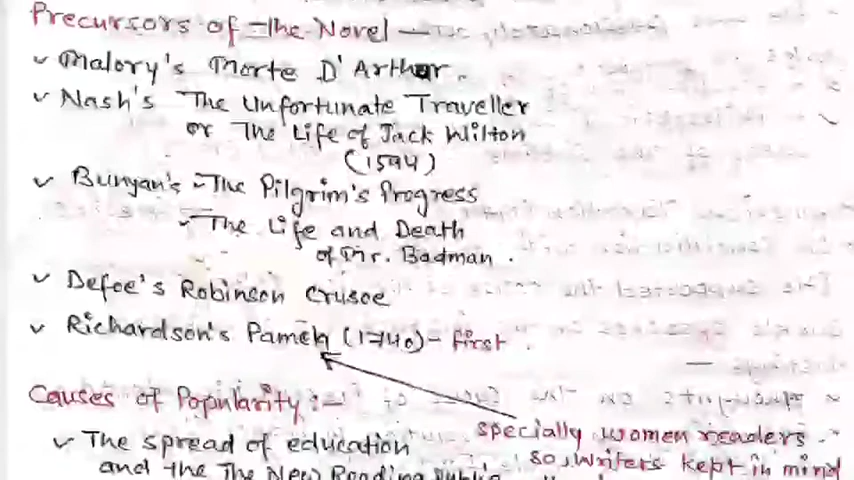 Precursors of the Novel —
✓ Malory's Morte D'Arthur.
✓ Nash's The Unfortunate Traveller
or The Life of Jack Wilton
(1594)
✓ Bunyan's - The Pilgrim's Progress
- The Life and Death
of Mr. Badman.
✓ Defoe's Robinson Crusoe
✓ Richardson's Pamela (1740) - first.
Causes of Popularity :-
specially women readers.
✓ The spread of education
so, writers kept in mind
and the The New Reading public